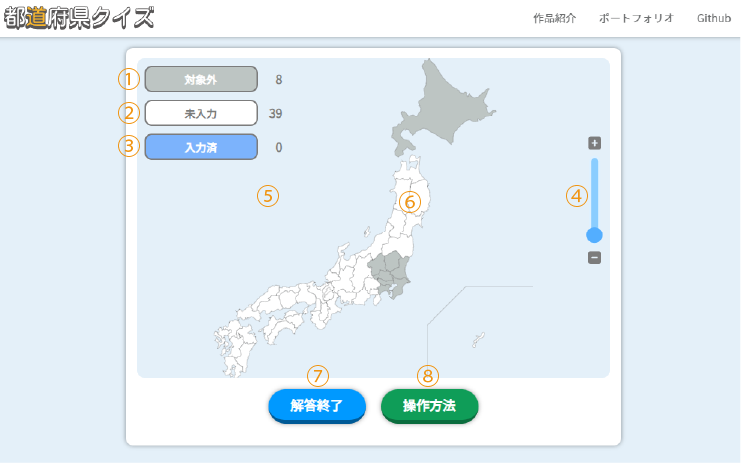 都道府県クイズ
作品紹介 ポートフォリオ Github
① 対象外 8
② 未入力 39
③ 入力済 0
+
④
⑤
⑥
−
⑦ ⑧
解答終了 操作方法